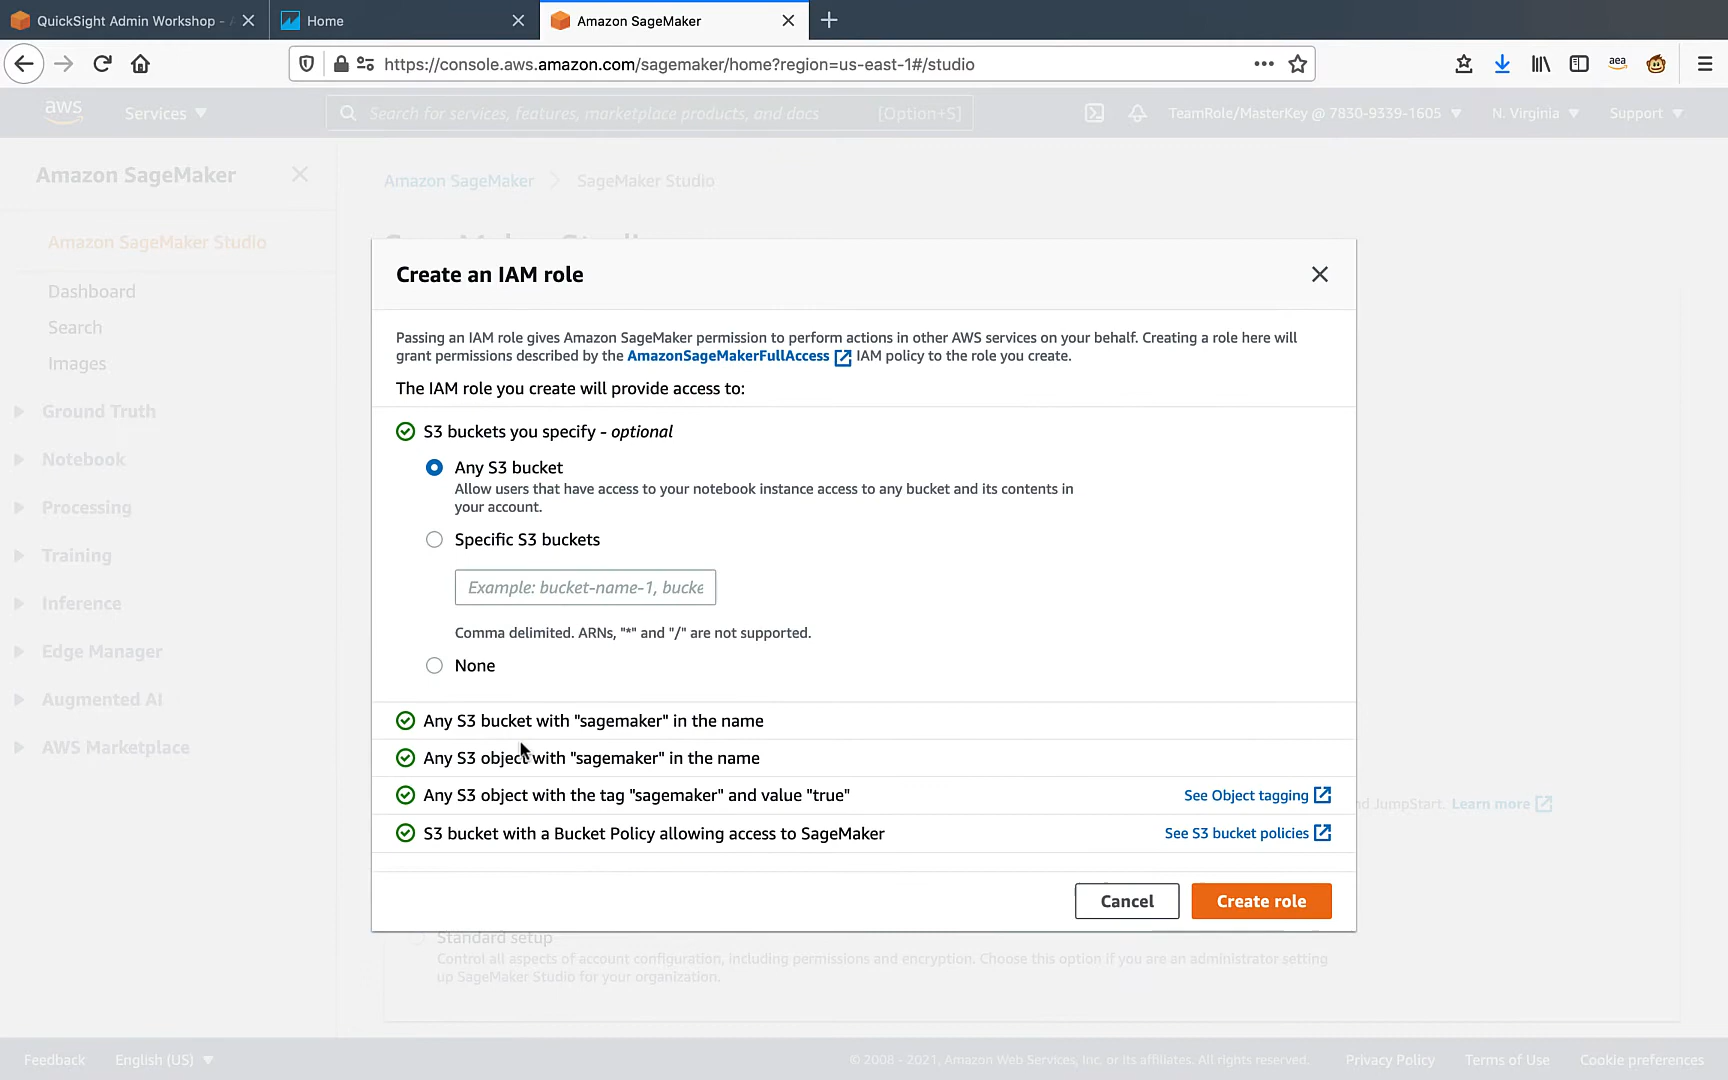 QuickSight Admin Workshop -
Home
Amazon SageMaker
https://console.aws.amazon.com/sagemaker/home?region=us-east-1#/studio
aea
aws
Services
Search for services, features, marketplace products, and docs
[Option+S]
TeamRole/MasterKey @ 7830-9339-1605
N. Virginia
Support
Amazon SageMaker
Amazon SageMaker Studio
Dashboard
Search
Images
Ground Truth
Notebook
Processing
Training
Inference
Edge Manager
Augmented AI
AWS Marketplace
Amazon SageMaker
SageMaker Studio
Create an IAM role
Passing an IAM role gives Amazon SageMaker permission to perform actions in other AWS services on your behalf. Creating a role here will
grant permissions described by the AmazonSageMakerFullAccess IAM policy to the role you create.
The IAM role you create will provide access to:
S3 buckets you specify - optional
Any S3 bucket
Allow users that have access to your notebook instance access to any bucket and its contents in
your account.
Specific S3 buckets
Example: bucket-name-1, bucke
Comma delimited. ARNs, "*" and "/" are not supported.
None
Any S3 bucket with "sagemaker" in the name
Any S3 object with "sagemaker" in the name
Any S3 object with the tag "sagemaker" and value "true"
See Object tagging
S3 bucket with a Bucket Policy allowing access to SageMaker
See S3 bucket policies
Cancel
Create role
JumpStart. Learn more
Standard setup
Control all aspects of account configuration, including permissions and encryption. Choose this option if you are an administrator setting
up SageMaker Studio for your organization.
Feedback
English (US)
© 2008 - 2021, Amazon Web Services, Inc. or its affiliates. All rights reserved.
Privacy Policy
Terms of Use
Cookie preferences